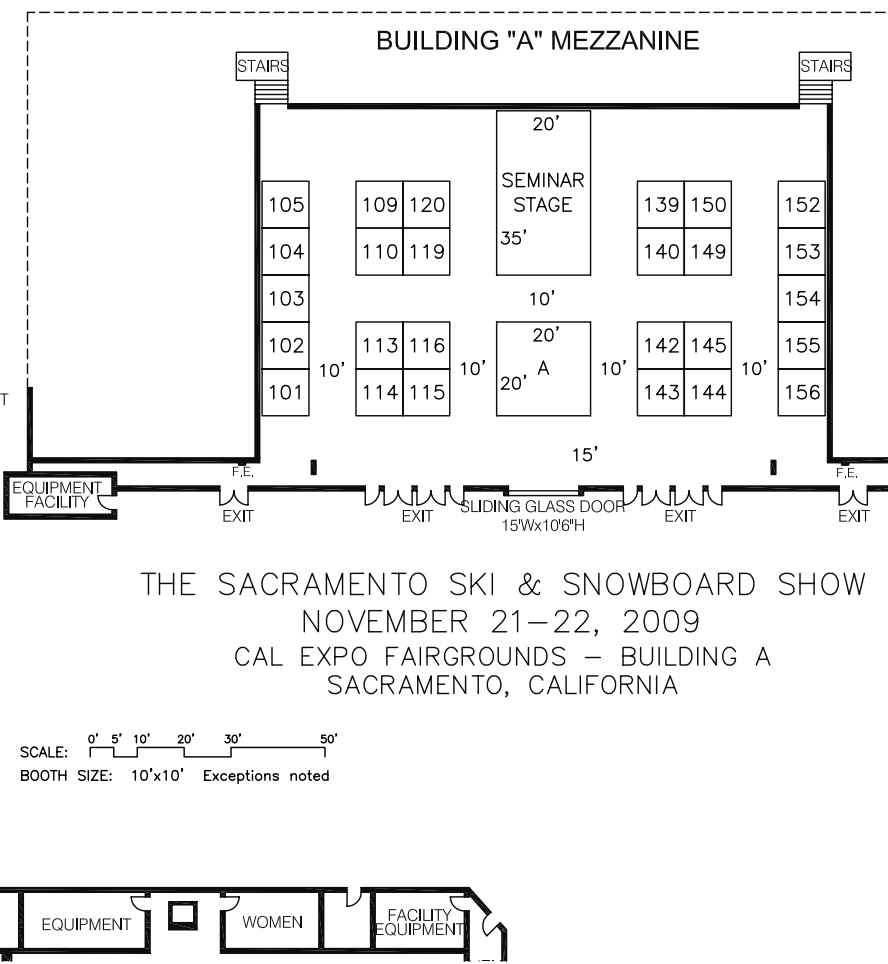 BUILDING "A" MEZZANINE
STAIRS STAIRS
20'
SEMINAR
STAGE
35'
105 109 120 139 150 152
104 110 119 140 149 153
103 10' 154
20'
102 113 116 142 145 155
10' 10' A 10' 10'
20'
101 114 115 143 144 156
T
15'
F.E. F.E.
EQUIPMENT
FACILITY
EXIT EXIT SLIDING GLASS DOOR EXIT EXIT
15'Wx10'6"H
THE SACRAMENTO SKI & SNOWBOARD SHOW
NOVEMBER 21-22, 2009
CAL EXPO FAIRGROUNDS - BUILDING A
SACRAMENTO, CALIFORNIA
0' 5' 10' 20' 30' 50'
SCALE:
BOOTH SIZE: 10'x10' Exceptions noted
EQUIPMENT WOMEN FACILITY
EQUIPMENT